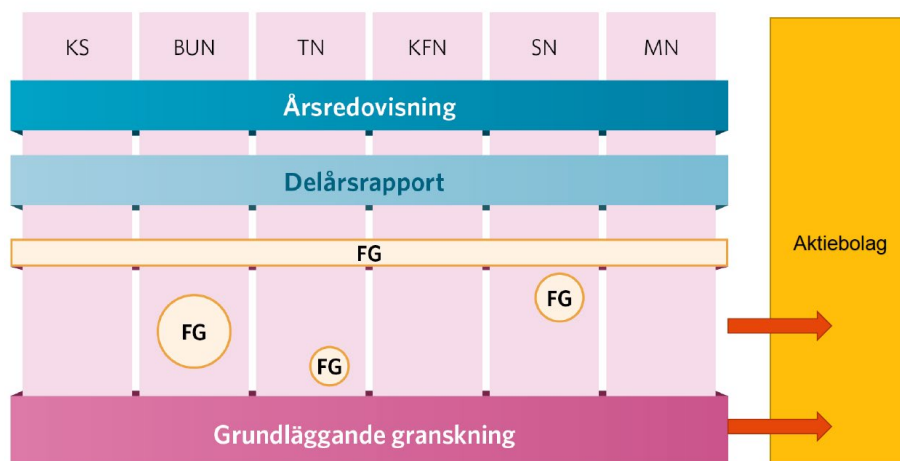 KS BUN TN KFN SN MN
Årsredovisning
Delårsrapport
FG
Aktiebolag
FG
FG
FG
Grundläggande granskning